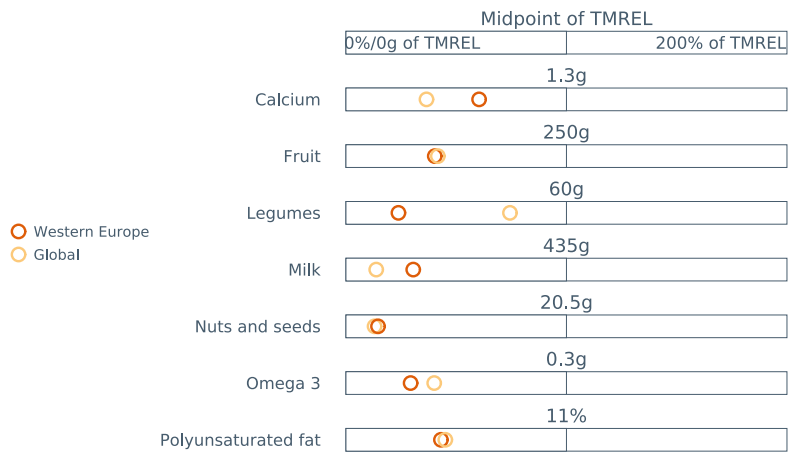 Midpoint of TMREL
0%/0g of TMREL 200% of TMREL
1.3g
Calcium
250g
Fruit
60g
Legumes
Western Europe
Global
435g
Milk
20.5g
Nuts and seeds
0.3g
Omega 3
11%
Polyunsaturated fat